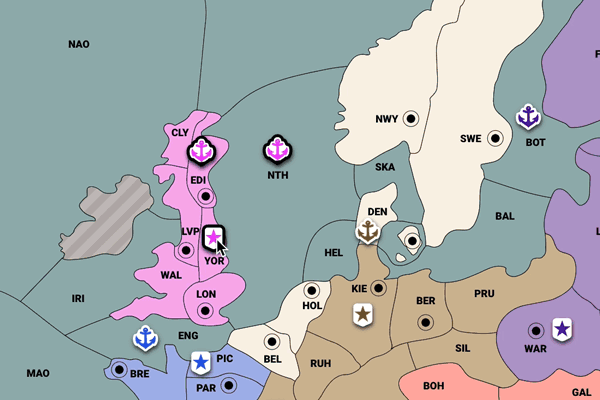 NAO
CLY
NWY
SWE
BOT
F
NTH
SKA
EDI
DEN
BAL
LVP
YOR
HEL
WAL
L
IRI
LON
HOL
KIE
BER
PRU
ENG
PIC
BEL
RUH
SIL
WAR
MAO
BRE
PAR
BOH
GAL